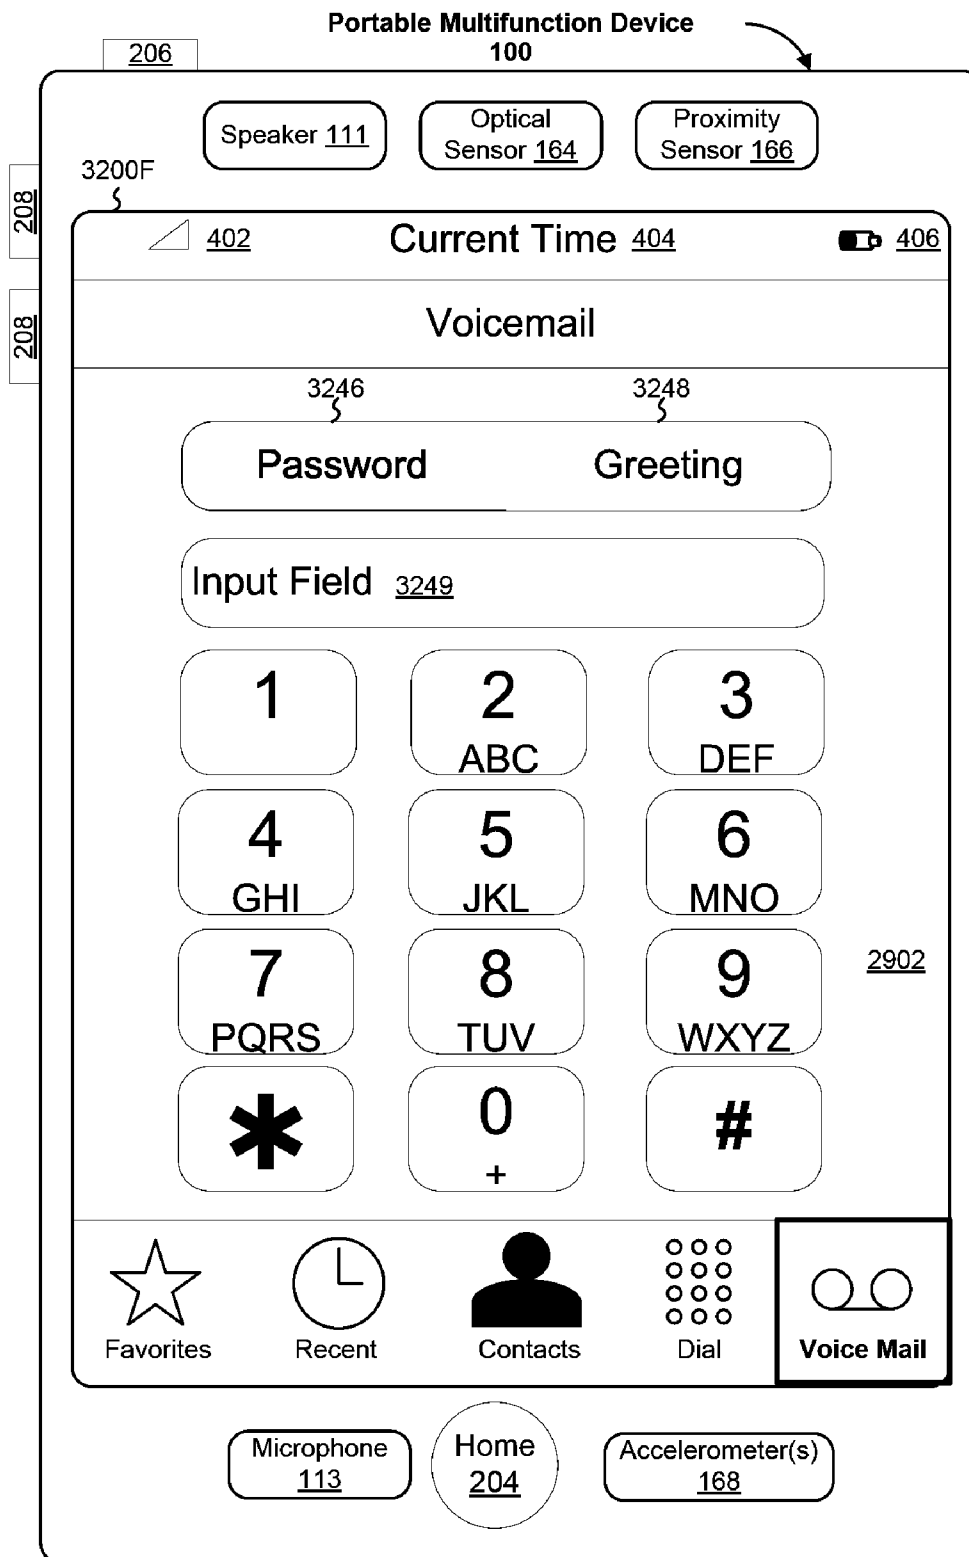 Portable Multifunction Device
100
206
Speaker 111
Optical
Sensor 164
Proximity
Sensor 166
208
3200F
402
Current Time 404
406
208
Voicemail
3246
3248
Password
Greeting
Input Field 3249
1
2
ABC
3
DEF
4
GHI
5
JKL
6
MNO
7
PQRS
8
TUV
9
WXYZ
2902
*
0
+
#
Favorites
Recent
Contacts
Dial
Voice Mail
Microphone
113
Home
204
Accelerometer(s)
168